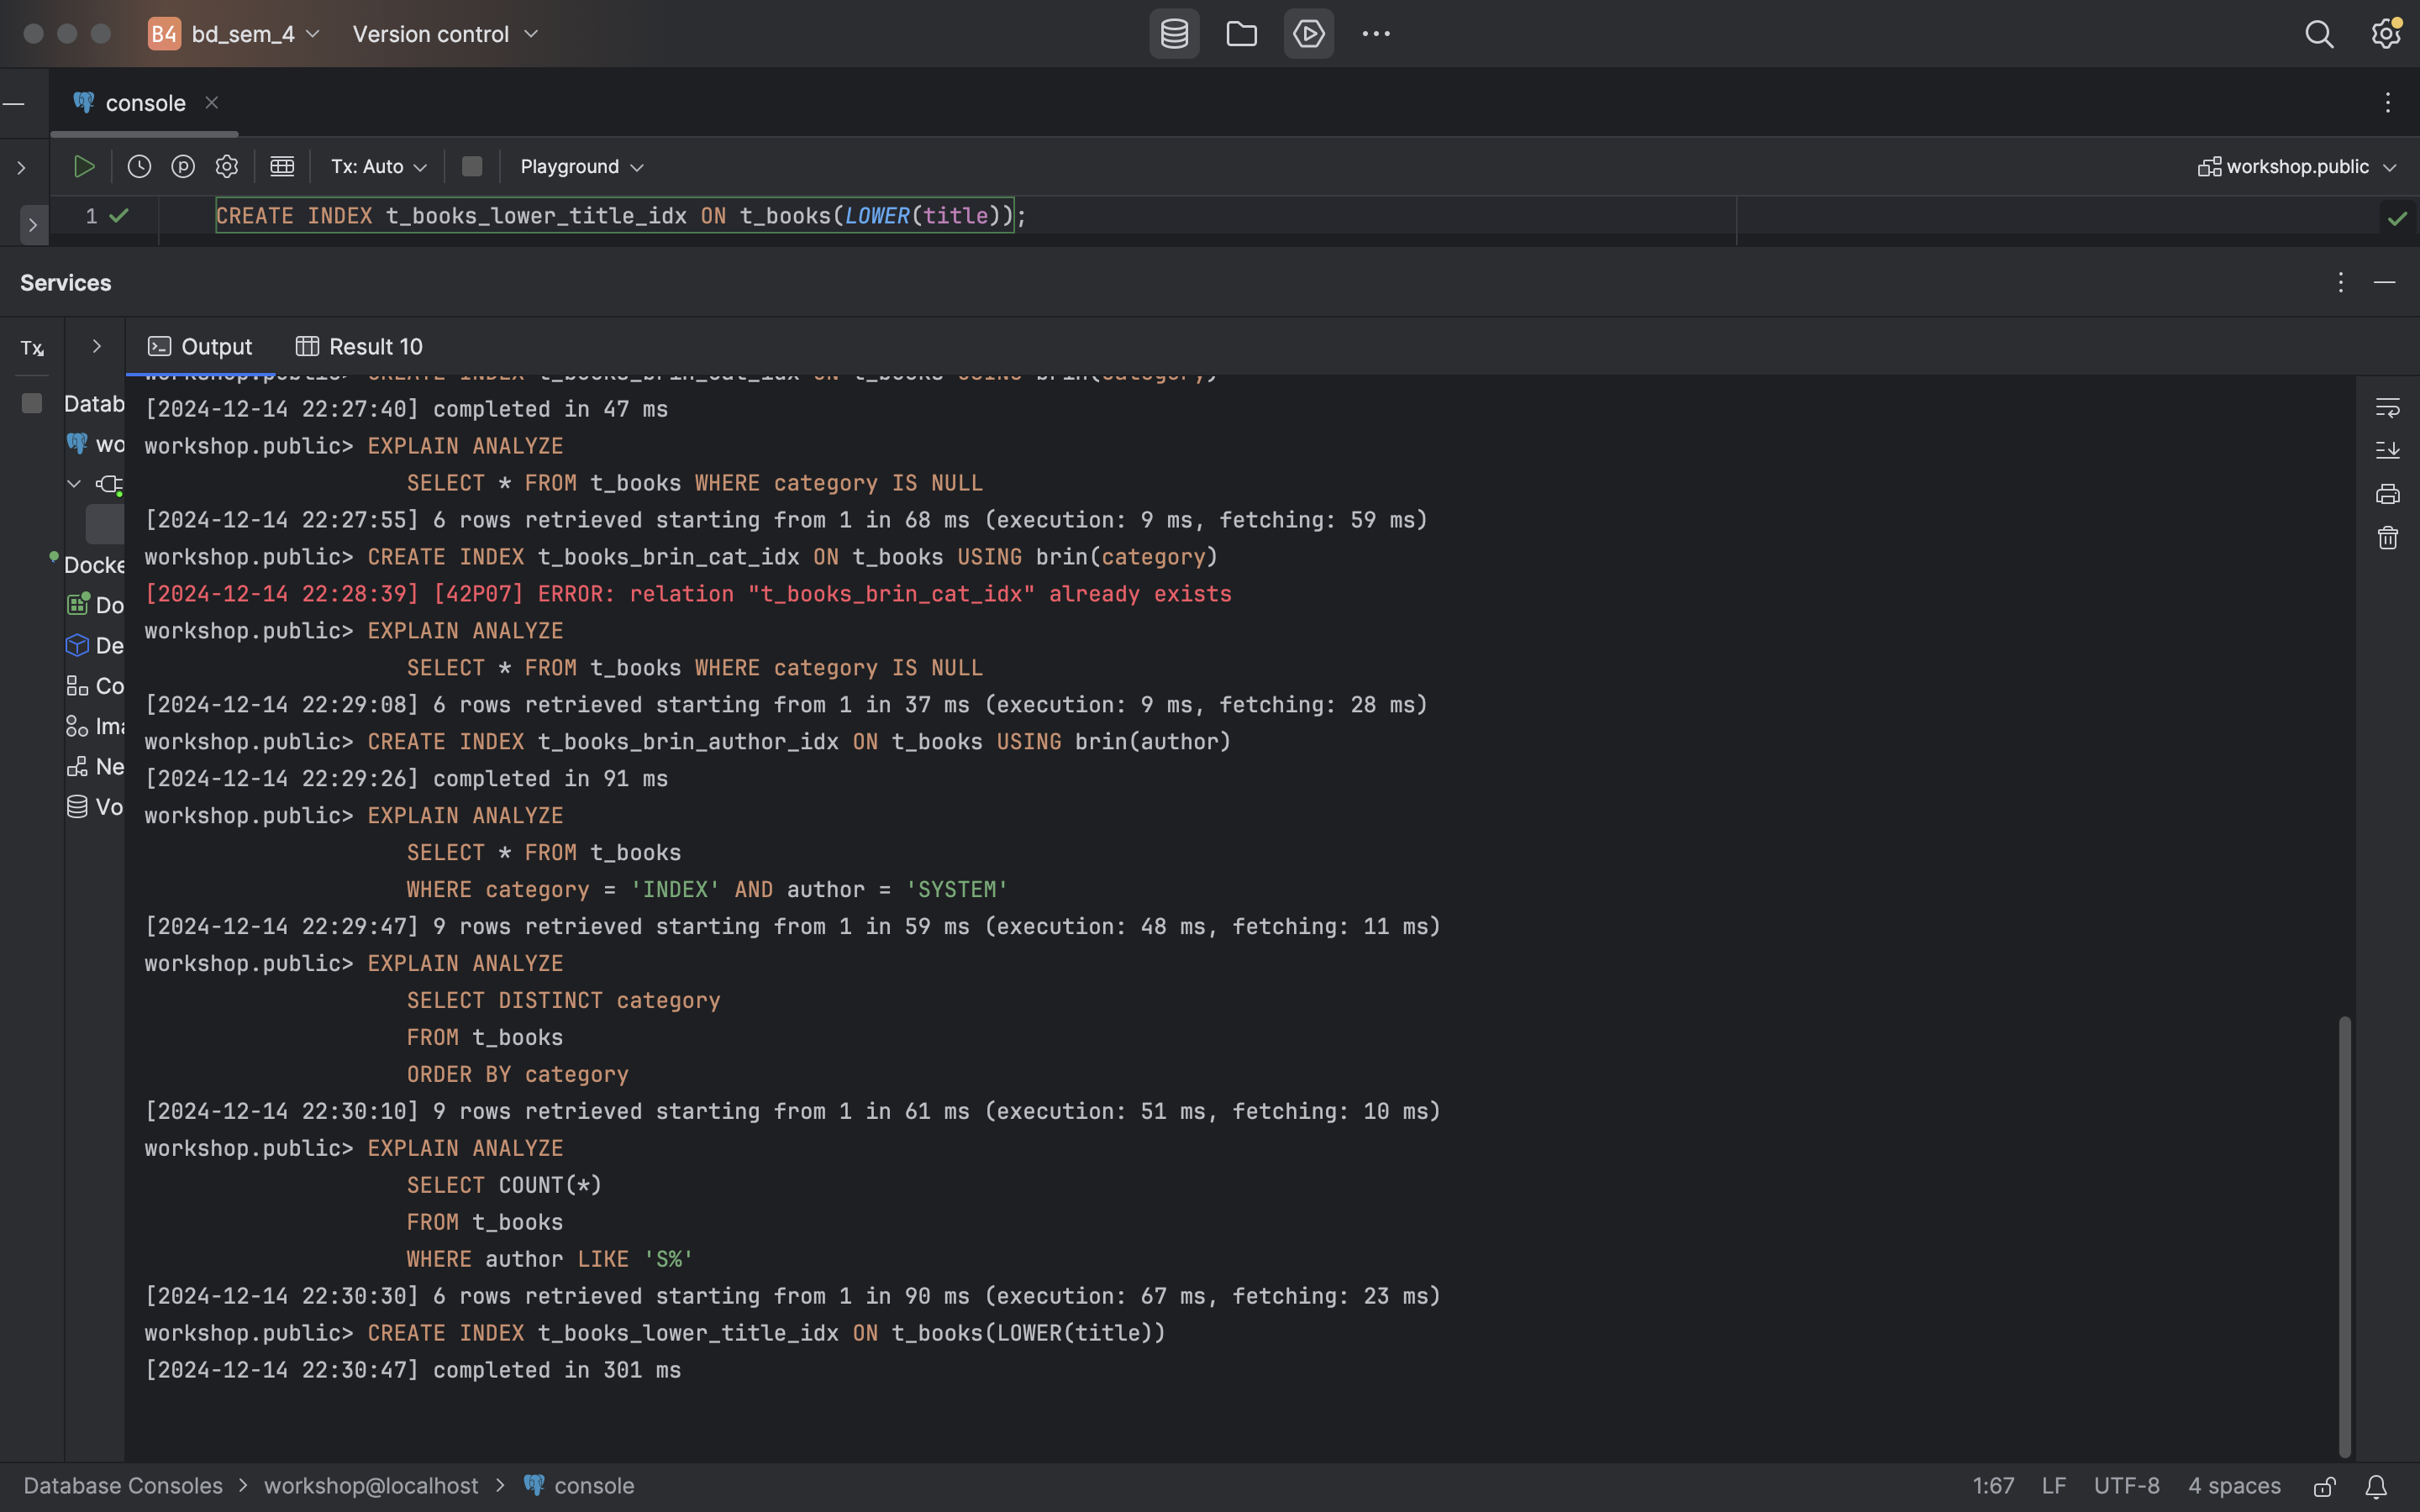 B4 bd_sem_4 Version control
console
Tx: Auto Playground workshop.public
1 CREATE INDEX t_books_lower_title_idx ON t_books(LOWER(title));
Services
Tx Output Result 10
workshop.public> CREATE INDEX t_books_brin_cat_idx ON t_books USING brin(category)
Datab
[2024-12-14 22:27:40] completed in 47 ms
wo
workshop.public> EXPLAIN ANALYZE
SELECT * FROM t_books WHERE category IS NULL
[2024-12-14 22:27:55] 6 rows retrieved starting from 1 in 68 ms (execution: 9 ms, fetching: 59 ms)
Docke
workshop.public> CREATE INDEX t_books_brin_cat_idx ON t_books USING brin(category)
Do
[2024-12-14 22:28:39] [42P07] ERROR: relation "t_books_brin_cat_idx" already exists
De
workshop.public> EXPLAIN ANALYZE
Co
SELECT * FROM t_books WHERE category IS NULL
[2024-12-14 22:29:08] 6 rows retrieved starting from 1 in 37 ms (execution: 9 ms, fetching: 28 ms)
Ima
workshop.public> CREATE INDEX t_books_brin_author_idx ON t_books USING brin(author)
Ne
[2024-12-14 22:29:26] completed in 91 ms
Vo
workshop.public> EXPLAIN ANALYZE
SELECT * FROM t_books
WHERE category = 'INDEX' AND author = 'SYSTEM'
[2024-12-14 22:29:47] 9 rows retrieved starting from 1 in 59 ms (execution: 48 ms, fetching: 11 ms)
workshop.public> EXPLAIN ANALYZE
SELECT DISTINCT category
FROM t_books
ORDER BY category
[2024-12-14 22:30:10] 9 rows retrieved starting from 1 in 61 ms (execution: 51 ms, fetching: 10 ms)
workshop.public> EXPLAIN ANALYZE
SELECT COUNT(*)
FROM t_books
WHERE author LIKE 'S%'
[2024-12-14 22:30:30] 6 rows retrieved starting from 1 in 90 ms (execution: 67 ms, fetching: 23 ms)
workshop.public> CREATE INDEX t_books_lower_title_idx ON t_books(LOWER(title))
[2024-12-14 22:30:47] completed in 301 ms
Database Consoles > workshop@localhost > console 1:67 LF UTF-8 4 spaces